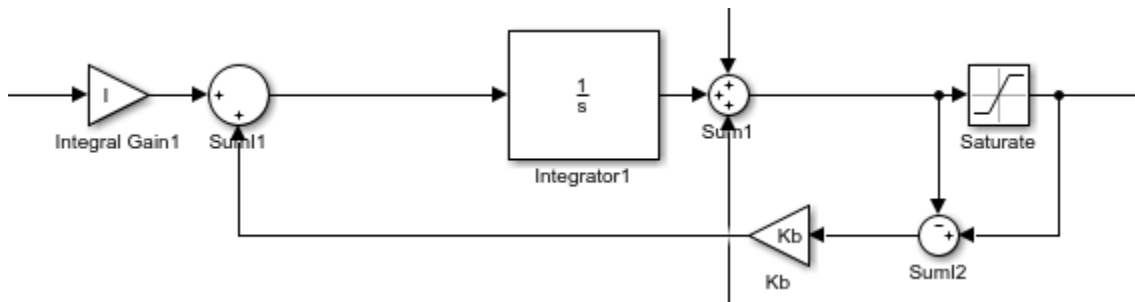 I
Integral Gain1
+
+
SumI1
1
s
Integrator1
+
+
+
Sum1
Saturate
−
+
SumI2
Kb
Kb